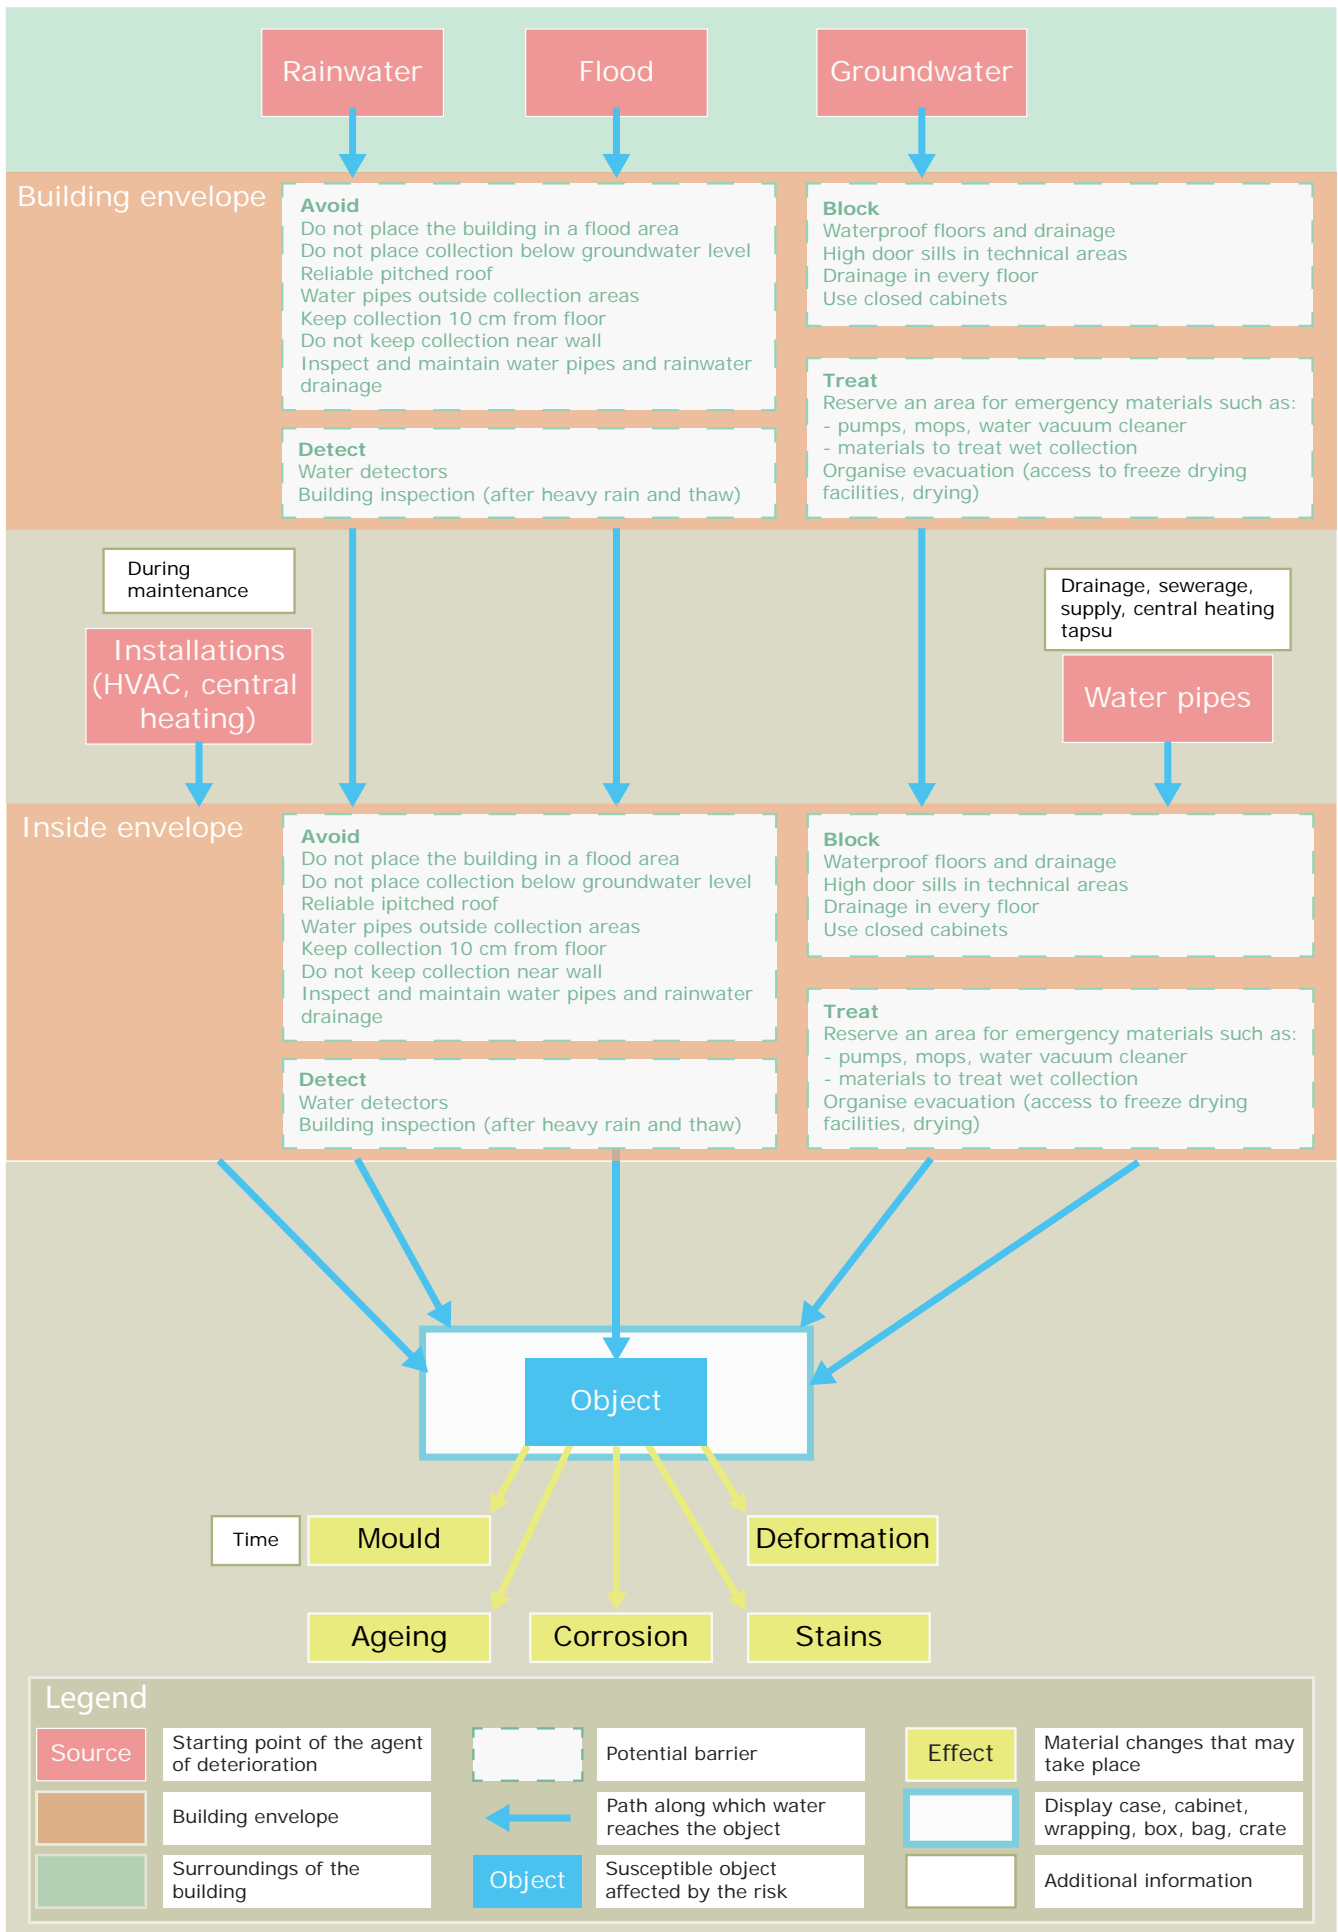 Rainwater
Flood
Groundwater
Building envelope
Avoid
Do not place the building in a flood area
Do not place collection below groundwater level
Reliable pitched roof
Water pipes outside collection areas
Keep collection 10 cm from floor
Do not keep collection near wall
Inspect and maintain water pipes and rainwater
drainage
Detect
Water detectors
Building inspection (after heavy rain and thaw)
Block
Waterproof floors and drainage
High door sills in technical areas
Drainage in every floor
Use closed cabinets
Treat
Reserve an area for emergency materials such as:
- pumps, mops, water vacuum cleaner
- materials to treat wet collection
Organise evacuation (access to freeze drying
facilities, drying)
During
maintenance
Installations
(HVAC, central
heating)
Drainage, sewerage,
supply, central heating
tapsu
Water pipes
Inside envelope
Avoid
Do not place the building in a flood area
Do not place collection below groundwater level
Reliable ipitched roof
Water pipes outside collection areas
Keep collection 10 cm from floor
Do not keep collection near wall
Inspect and maintain water pipes and rainwater
drainage
Detect
Water detectors
Building inspection (after heavy rain and thaw)
Block
Waterproof floors and drainage
High door sills in technical areas
Drainage in every floor
Use closed cabinets
Treat
Reserve an area for emergency materials such as:
- pumps, mops, water vacuum cleaner
- materials to treat wet collection
Organise evacuation (access to freeze drying
facilities, drying)
Object
Time
Mould
Deformation
Ageing
Corrosion
Stains
Legend
Source
Starting point of the agent
of deterioration
Potential barrier
Effect
Material changes that may
take place
Building envelope
Path along which water
reaches the object
Display case, cabinet,
wrapping, box, bag, crate
Surroundings of the
building
Object
Susceptible object
affected by the risk
Additional information